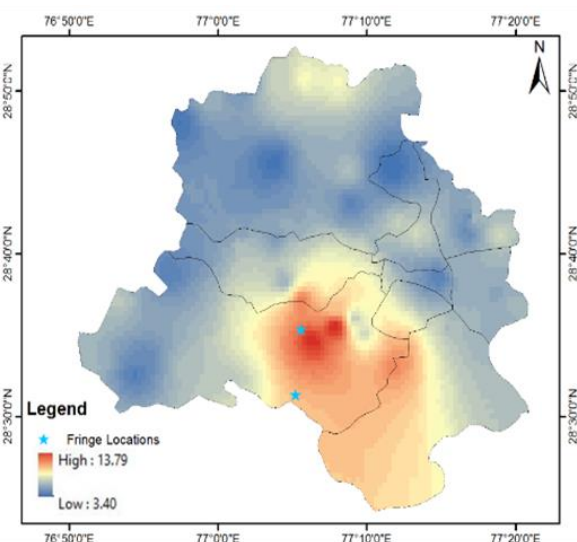 76°50'0"E 77°0'0"E 77°10'0"E 77°20'0"E
N
28°50'0"N 28°50'0"N
28°40'0"N 28°40'0"N
28°30'0"N 28°30'0"N
Legend
Fringe Locations
High : 13.79
Low : 3.40
76°50'0"E 77°0'0"E 77°10'0"E 77°20'0"E